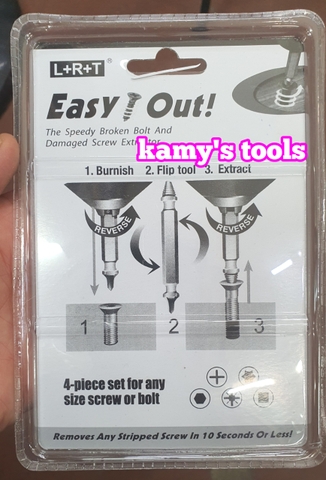 L+R+T®
Easy Out!
The Speedy Broken Bolt And
Damaged Screw Extractor
kamy's tools
1. Burnish 2. Flip tool 3. Extract
REVERSE REVERSE
1 2 3
4-piece set for any
size screw or bolt
Removes Any Stripped Screw In 10 Seconds Or Less!